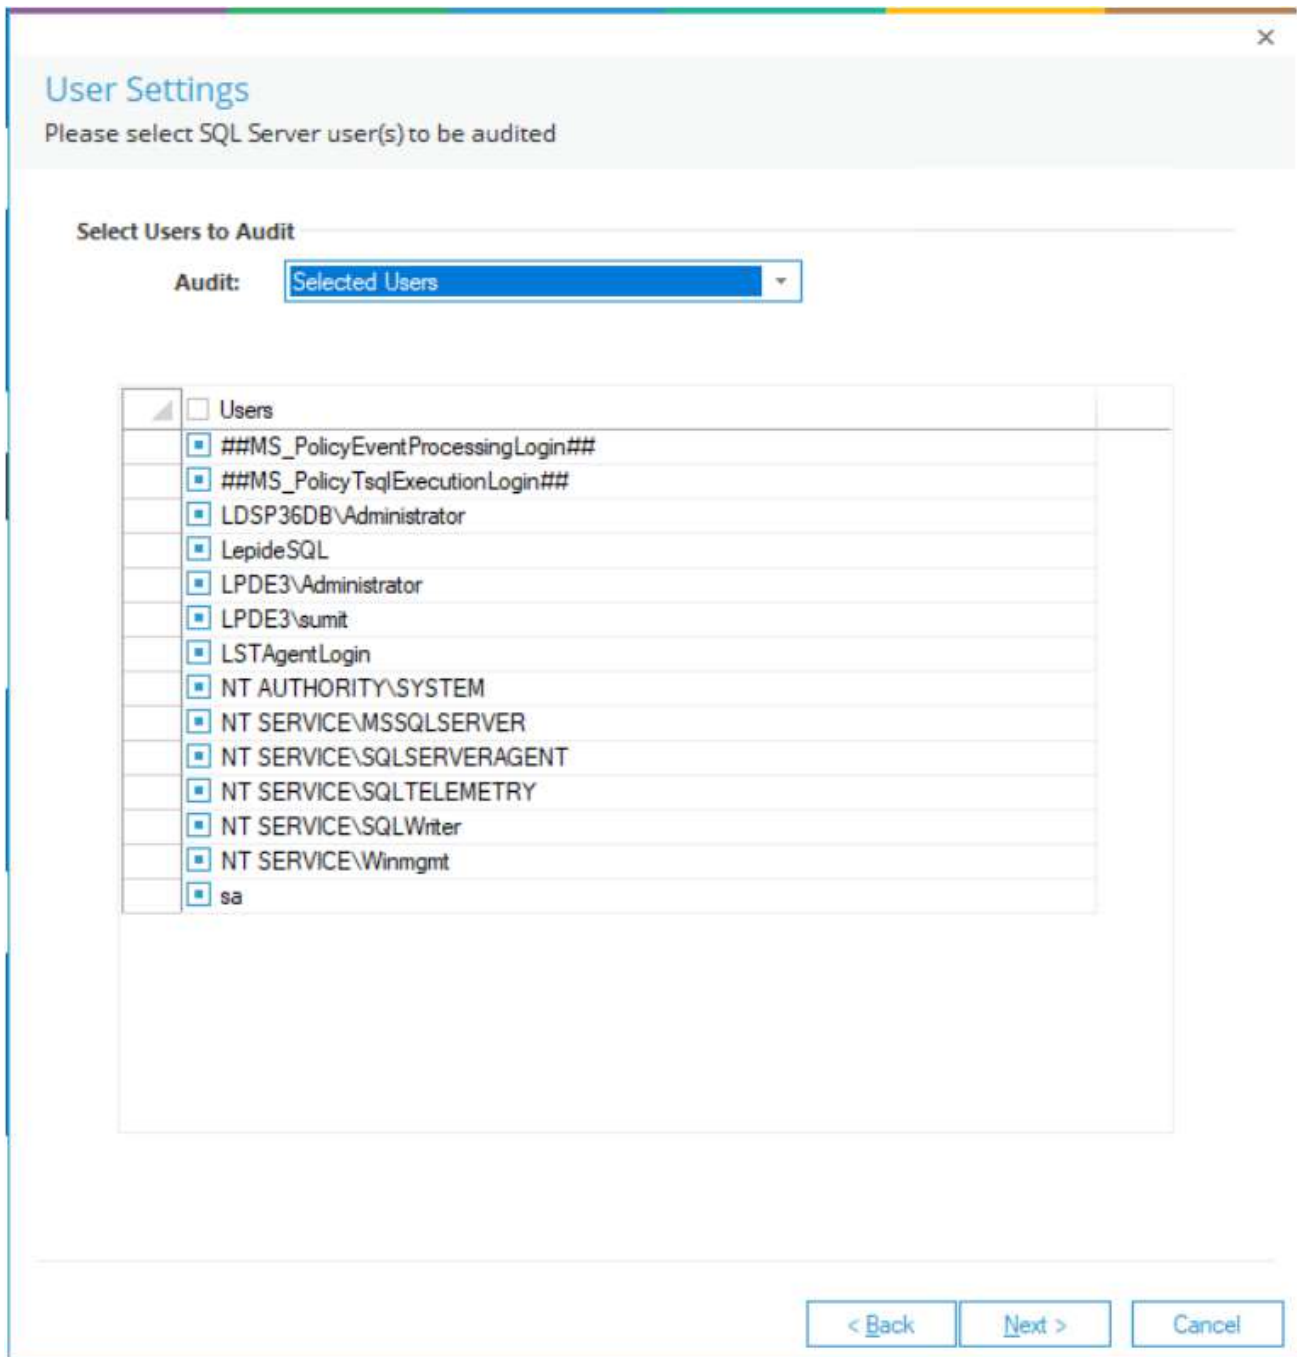 User Settings
Please select SQL Server user(s) to be audited
Select Users to Audit
Audit: Selected Users
Users
##MS_PolicyEventProcessingLogin##
##MS_PolicyTsqlExecutionLogin##
LDSP36DB\Administrator
LepideSQL
LPDE3\Administrator
LPDE3\sumit
LSTAgentLogin
NT AUTHORITY\SYSTEM
NT SERVICE\MSSQLSERVER
NT SERVICE\SQLSERVERAGENT
NT SERVICE\SQLTELEMETRY
NT SERVICE\SQLWriter
NT SERVICE\Winmgmt
sa
< Back Next > Cancel